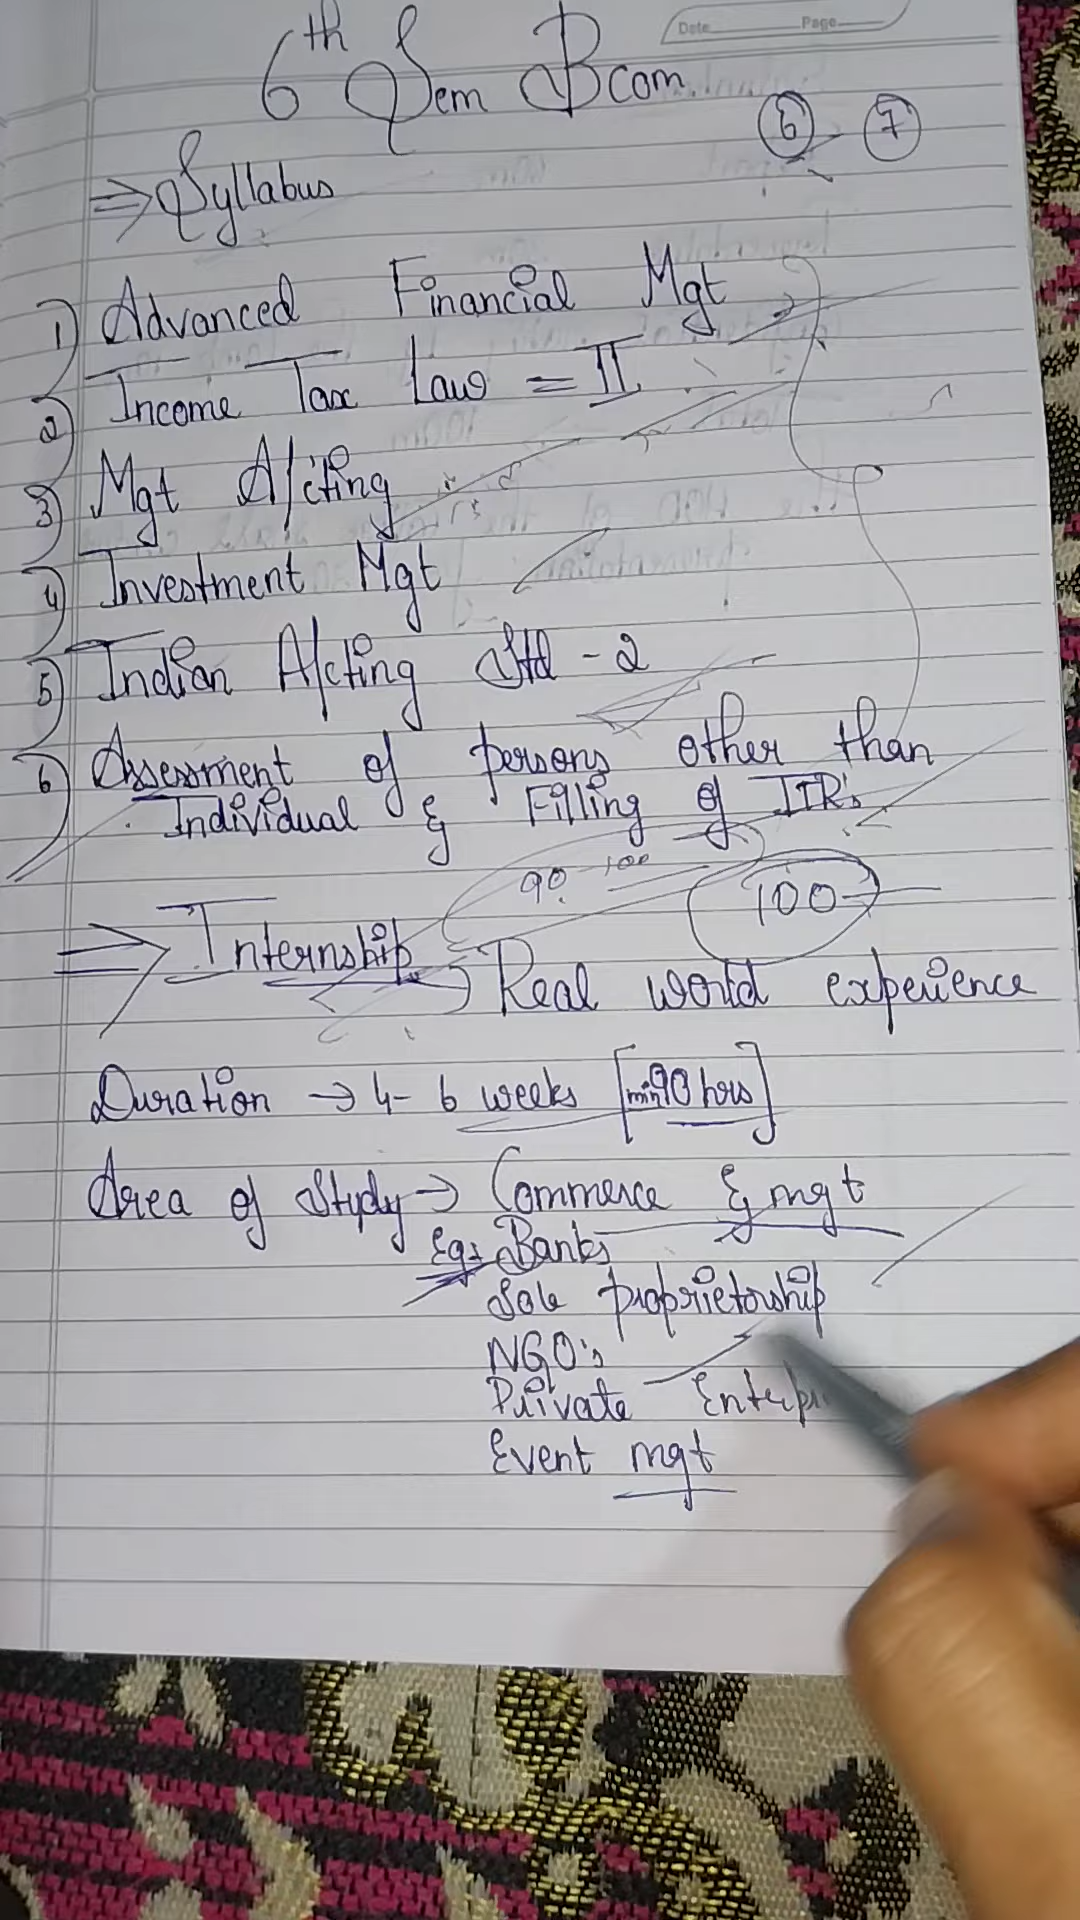 Date Page
6th Sem Bcom.
6 - 7
⇒ Syllabus
1) Advanced Financial Mgt
2) Income Tax Law = II
3) Mgt A/cting
4) Investment Mgt
5) Indian A/cting Std - 2
6) Assessment of persons other than
Individual & Filling of ITR's
90 100
100
⇒ Internship → Real world experience
Duration → 4 - 6 weeks [min 90 hrs]
Area of Study → Commerce & mgt
Eg: Banks
Sole proprietorship
NGO's
Private
Event mgt